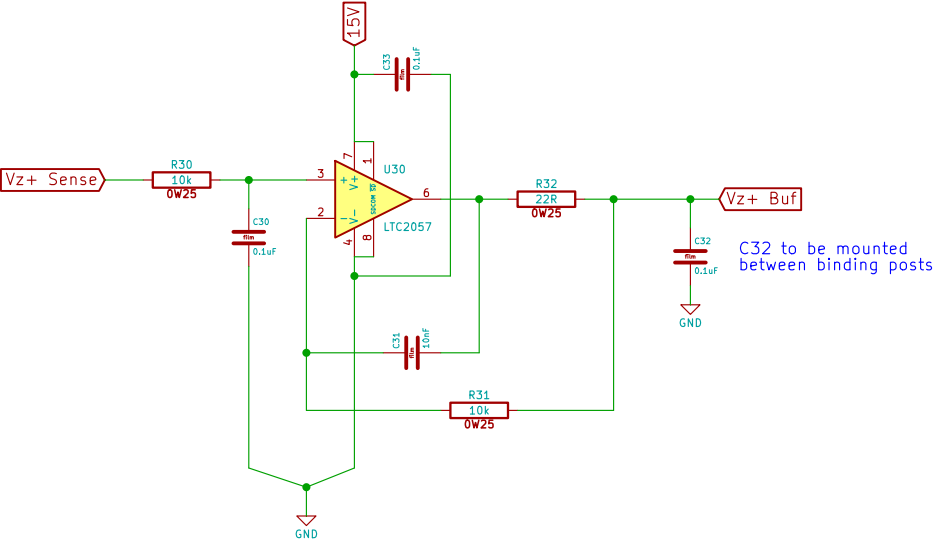 15V
C33
0.1uF
film
7
1
R30
U30
Vz+ Sense
10k
3
+
V+
SD
R32
0W25
6
22R
Vz+ Buf
2
-
V-
SDCOM
0W25
C30
LTC2057
film
4
8
C32
C32 to be mounted
0.1uF
film
between binding posts
0.1uF
GND
C31
10nF
film
R31
10k
0W25
GND